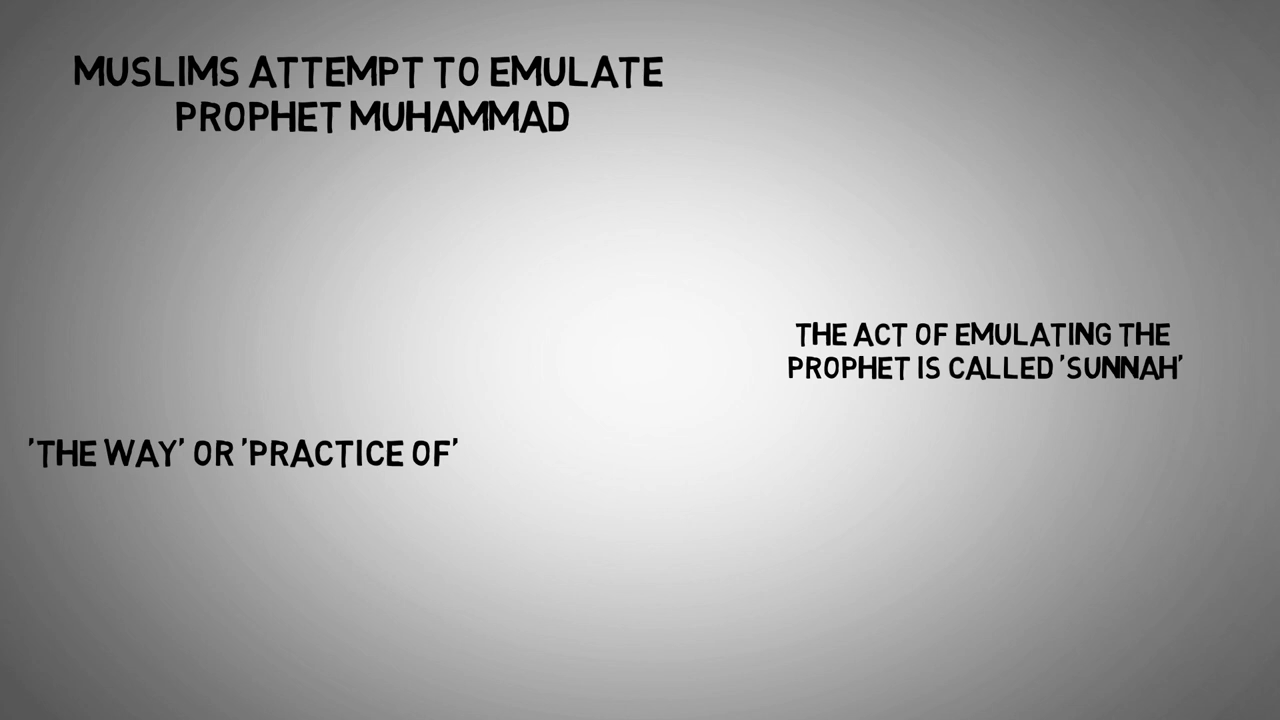 MUSLIMS ATTEMPT TO EMULATE
PROPHET MUHAMMAD
THE ACT OF EMULATING THE
PROPHET IS CALLED 'SUNNAH'
'THE WAY' OR 'PRACTICE OF'